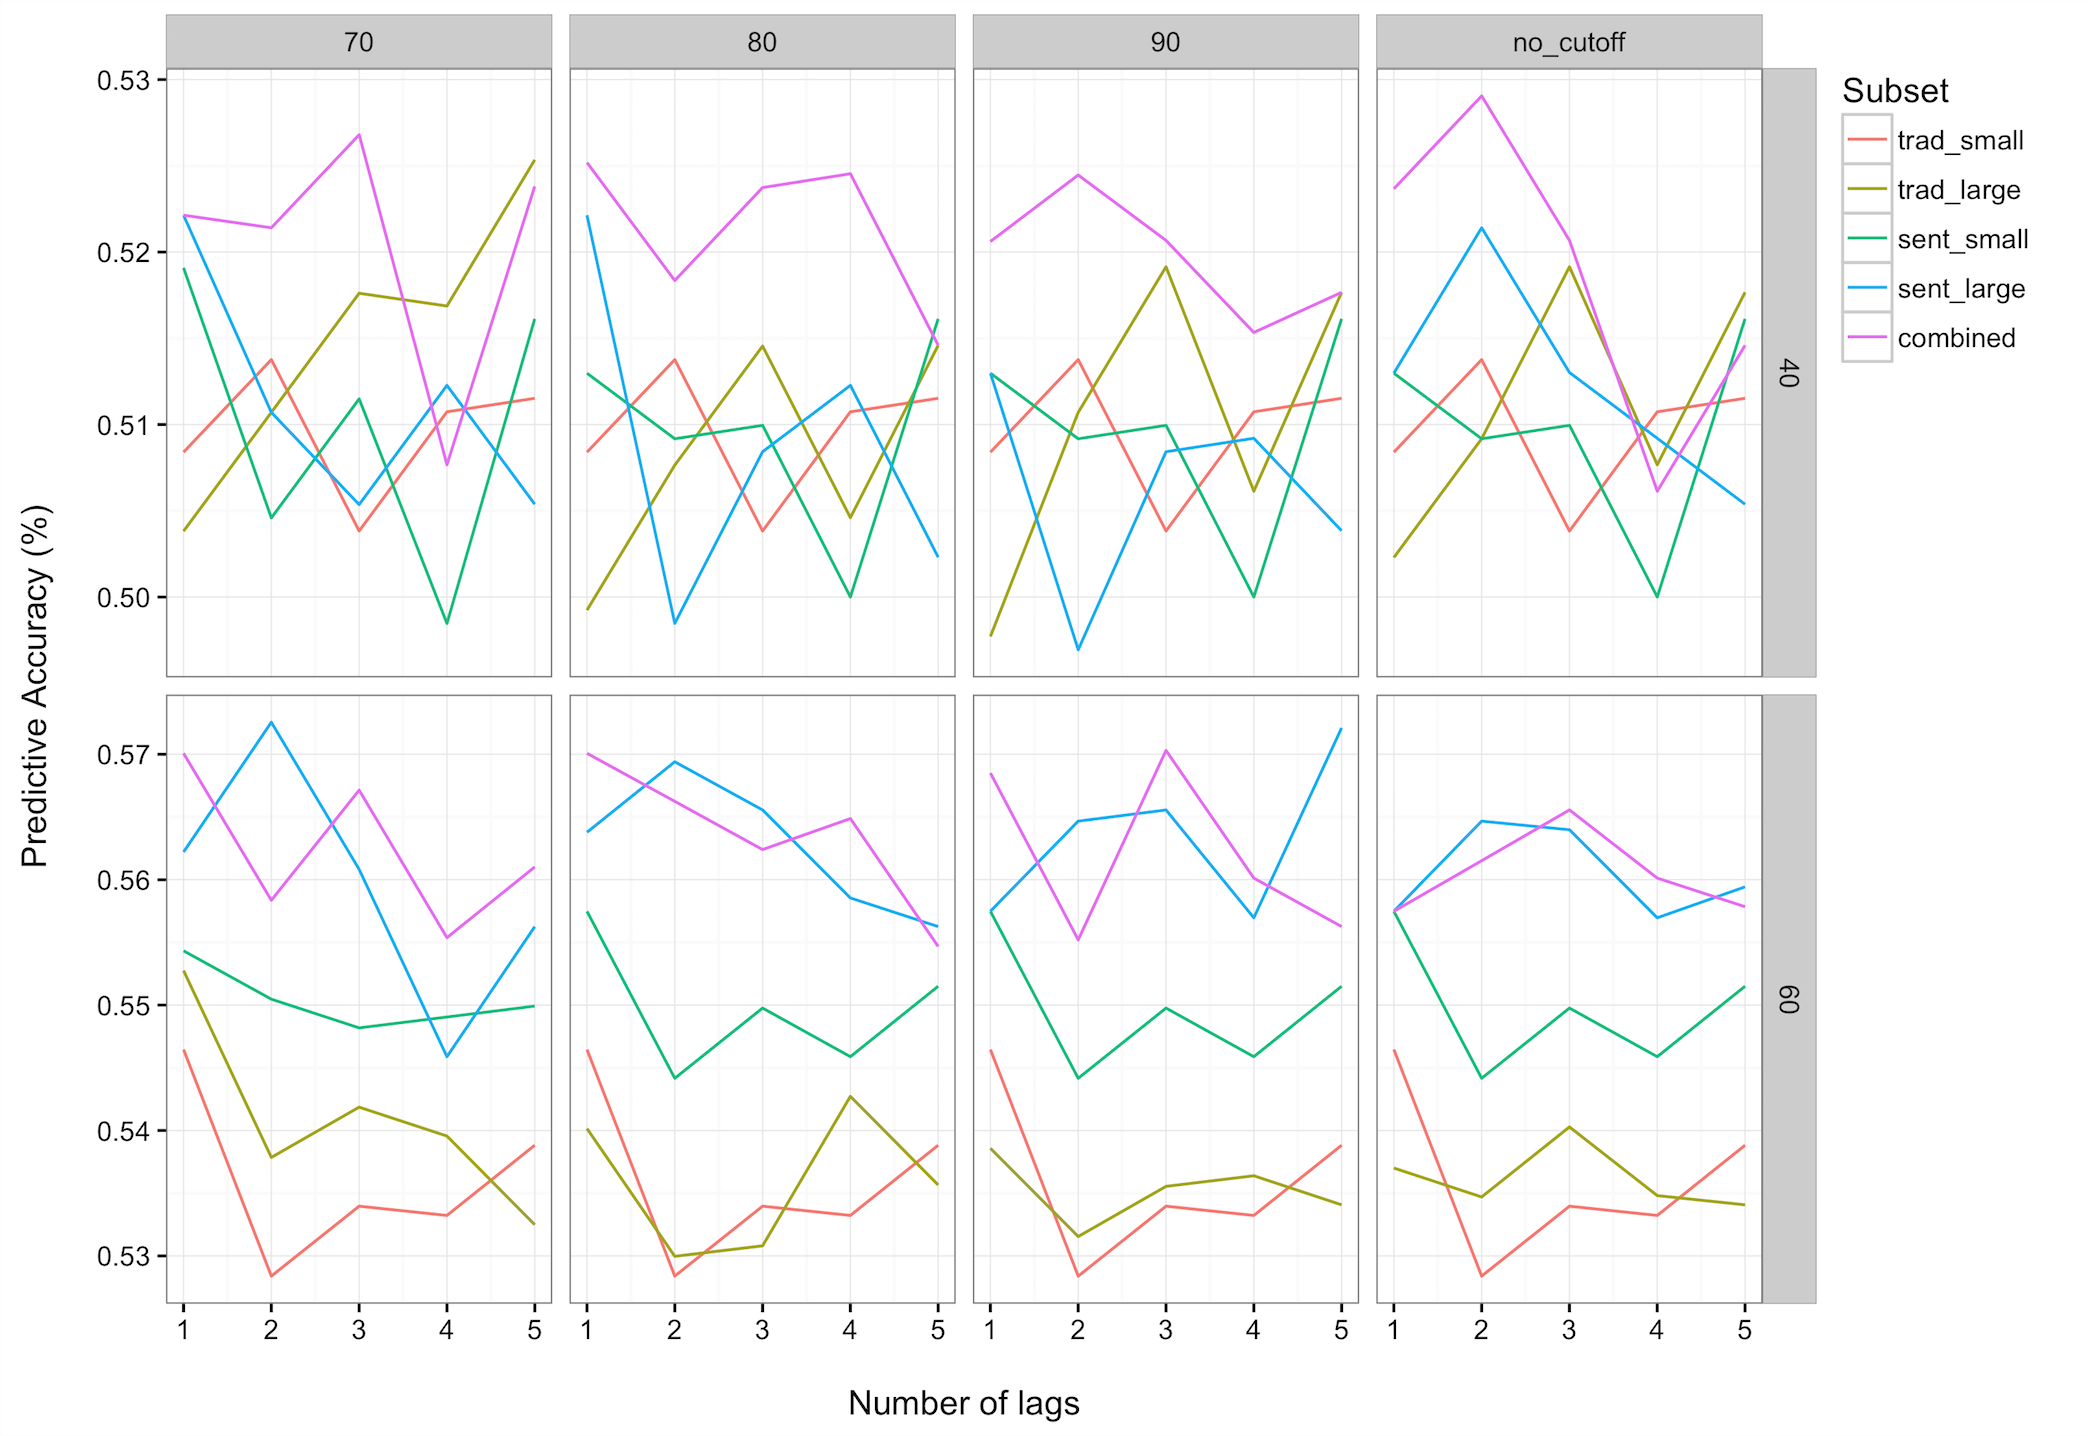 70 80 90 no_cutoff
Predictive Accuracy (%)
0.53
0.52
0.51
0.50
40
0.57
0.56
0.55
0.54
0.53
60
1 2 3 4 5 1 2 3 4 5 1 2 3 4 5 1 2 3 4 5
Number of lags
Subset
trad_small
trad_large
sent_small
sent_large
combined